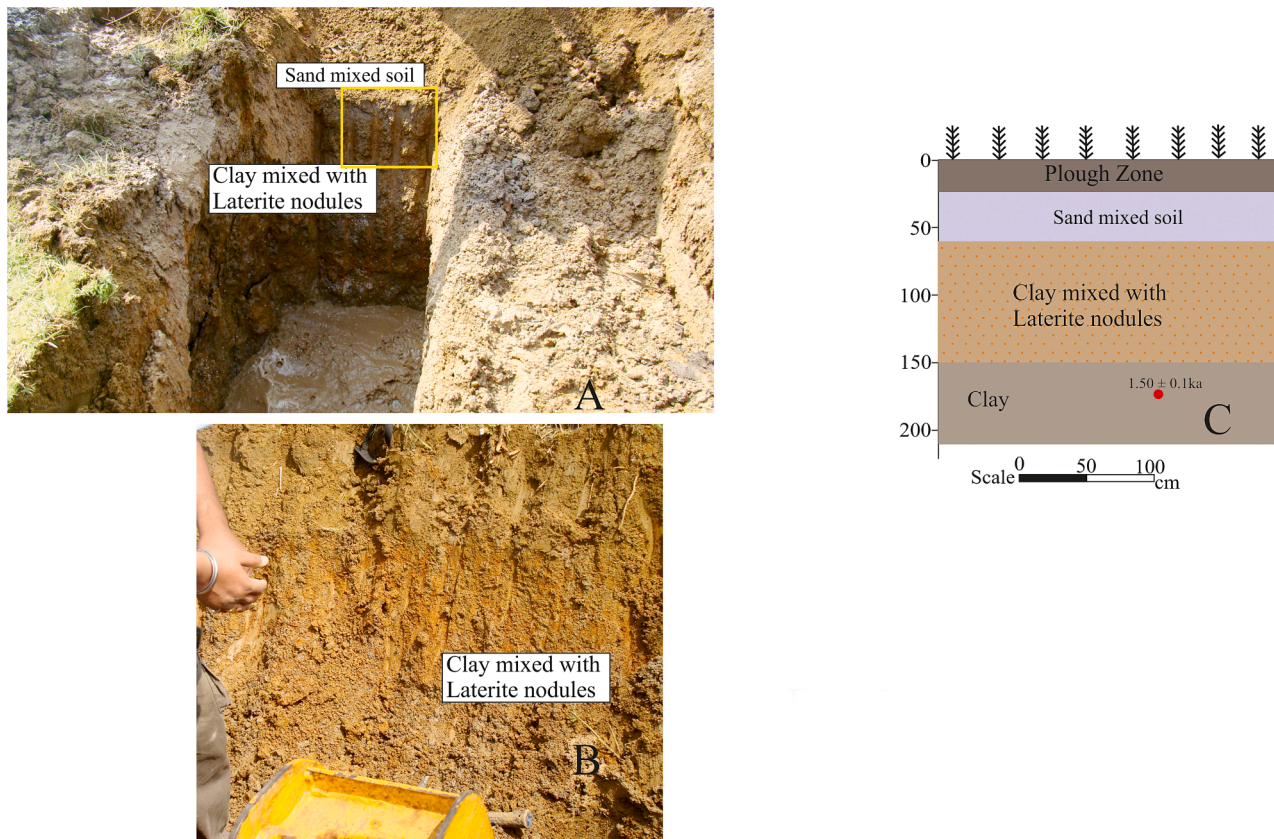 Sand mixed soil
Clay mixed with
Laterite nodules
A
Clay mixed with
Laterite nodules
B
0
Plough Zone
Sand mixed soil
50
100
Clay mixed with
Laterite nodules
150
1.50 ± 0.1ka
Clay
C
200
Scale
0 50 100
cm